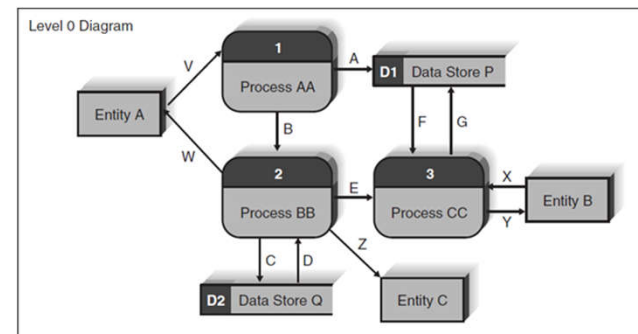 Level 0 Diagram
1
V
A
D1 Data Store P
Process AA
Entity A
B
F
G
W
2
3
X
E
Entity B
Process BB
Process CC
Y
Z
C
D
D2 Data Store Q
Entity C